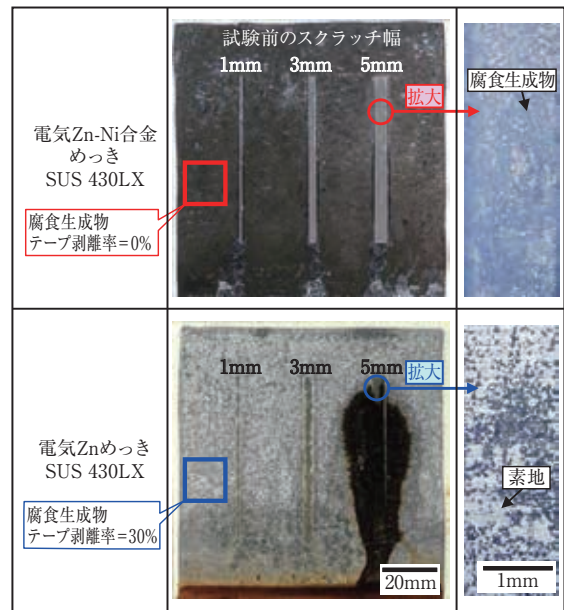 試験前のスクラッチ幅
1mm 3mm 5mm
拡大
腐食生成物
電気Zn-Ni合金
めっき
SUS 430LX
腐食生成物
テープ剥離率=0%
1mm 3mm 5mm
拡大
電気Znめっき
SUS 430LX
素地
腐食生成物
テープ剥離率=30%
20mm
1mm